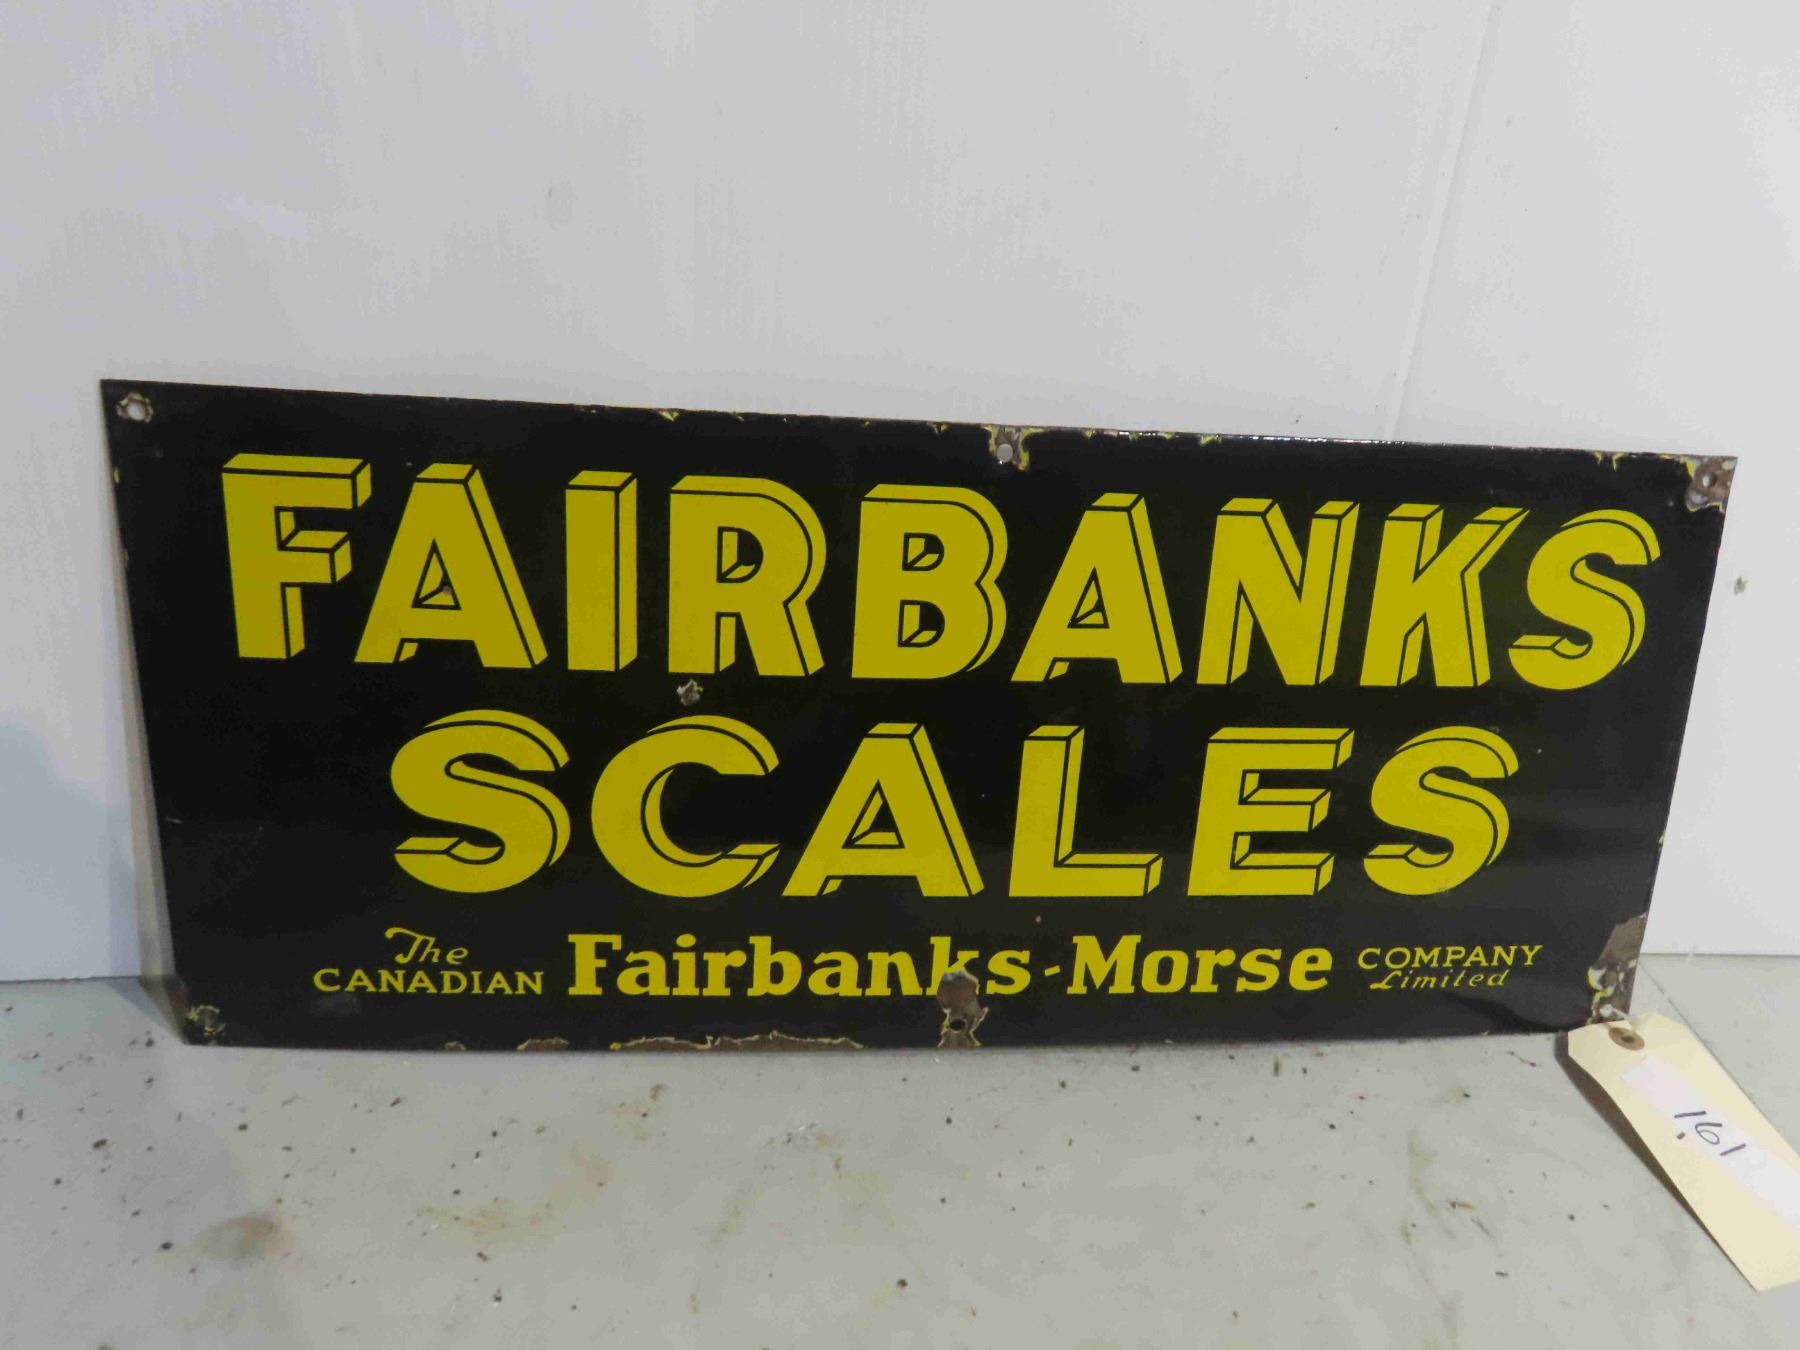 FAIRBANKS
SCALES
The CANADIAN Fairbanks-Morse COMPANY Limited
161